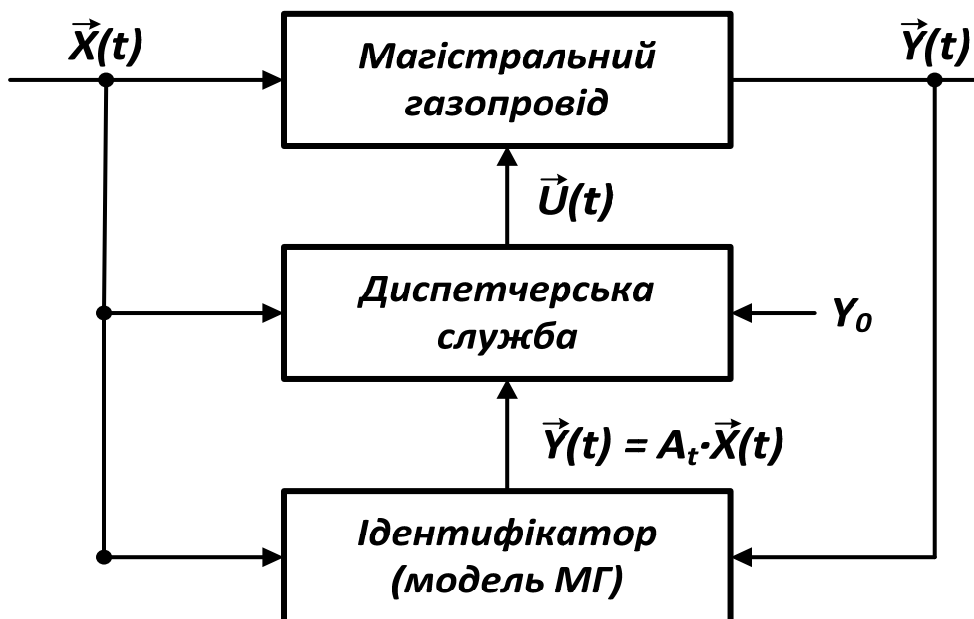 X⃗(t)
Y⃗(t)
Магістральний
газопровід
U⃗(t)
Диспетчерська
служба
Y₀
Y⃗(t) = Aₜ·X⃗(t)
Ідентифікатор
(модель МГ)